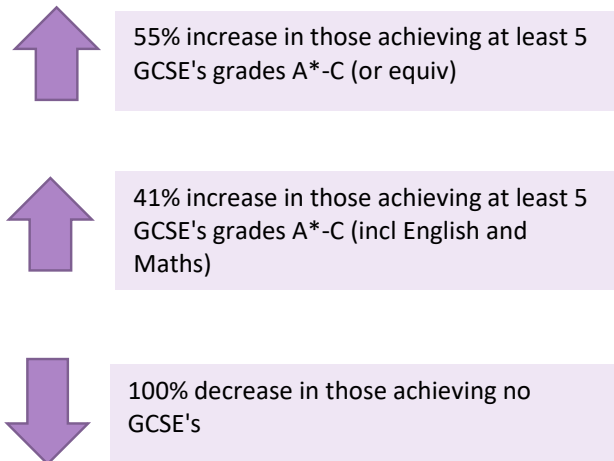 55% increase in those achieving at least 5
GCSE's grades A*-C (or equiv)
41% increase in those achieving at least 5
GCSE's grades A*-C (incl English and
Maths)
100% decrease in those achieving no
GCSE's